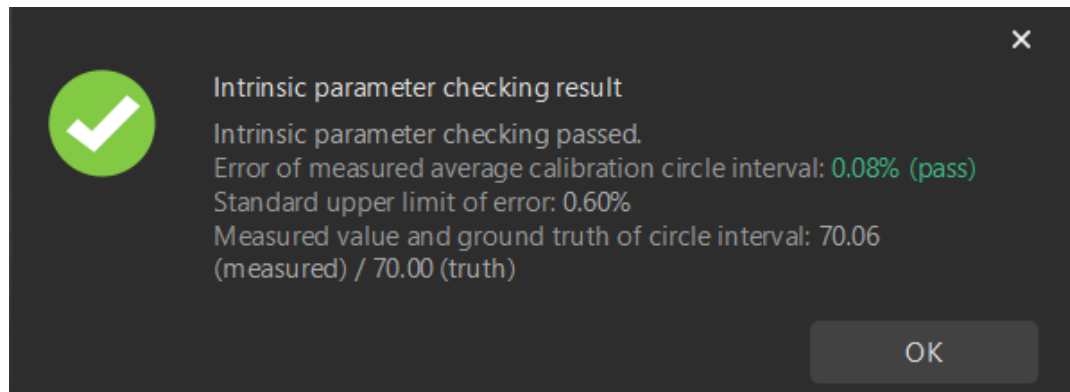 Intrinsic parameter checking result
Intrinsic parameter checking passed.
Error of measured average calibration circle interval: 0.08% (pass)
Standard upper limit of error: 0.60%
Measured value and ground truth of circle interval: 70.06
(measured) / 70.00 (truth)
OK